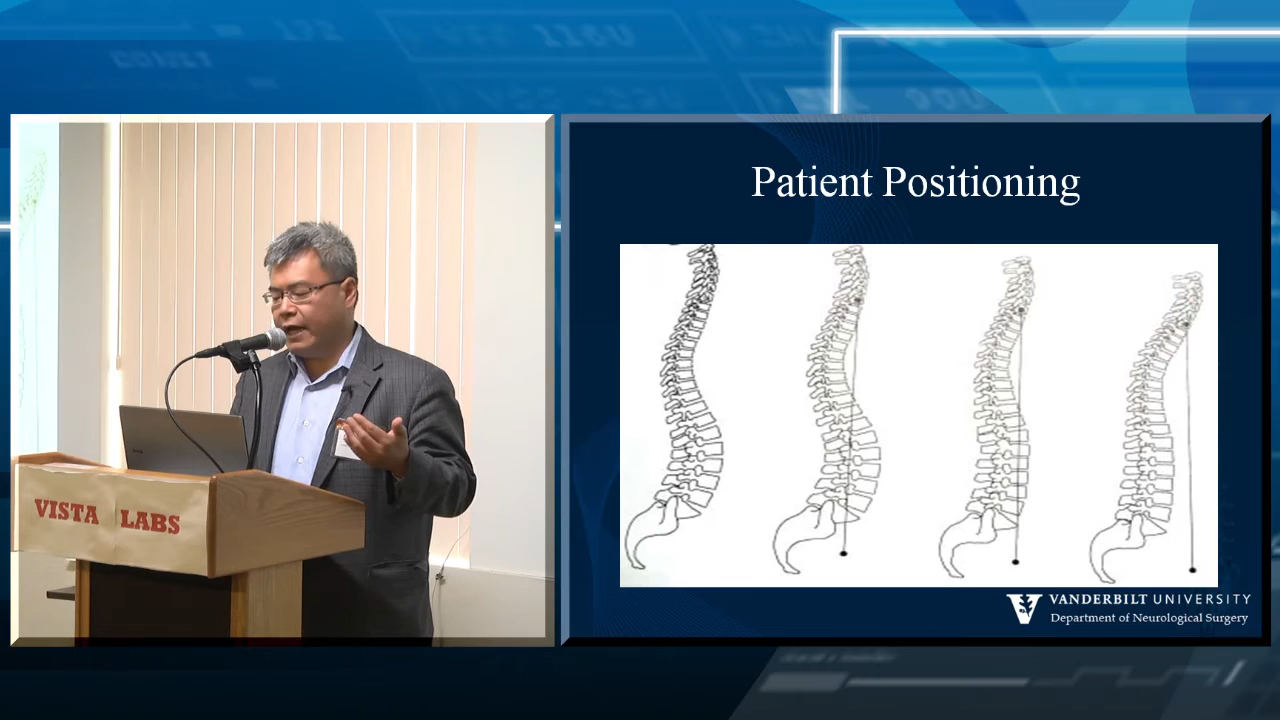 Patient Positioning
VISTA LABS
VANDERBILT UNIVERSITY
Department of Neurological Surgery